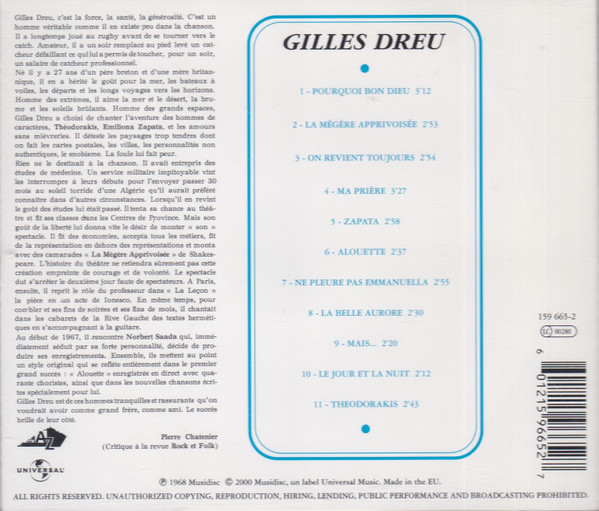 Gilles Dreu, c'est la force, la santé, la générosité. C'est un
homme véritable comme il en existe peu dans la chanson.
Il a longtemps joué au rugby avant de se tourner vers le
catch. Amateur, il a un soir remplacé au pied levé un cat-
cheur défaillant ce qui lui a permis de toucher, pour un soir,
un salaire de catcheur professionnel.
Né il y a 27 ans d'un père breton et d'une mère britan-
nique, il en a hérité le goût pour la mer, les bateaux à
voiles, les départs et les longs voyages vers les horizons.
Homme des extrêmes, il aime la mer et le désert, la bru-
me et les soleils brûlants. Homme des grands espaces,
Gilles Dreu a choisi de chanter l'aventure des hommes de
caractères, Théodorakis, Emiliona Zapata, et les amours
sans mièvreries. Il déteste les paysages trop tendres dont
on fait les cartes postales, les villes, les personnalités non
authentiques, le snobisme. La foule lui fait peur.
Rien ne le destinait à la chanson. Il avait entrepris des
études de médecine. Un service militaire impitoyable vint
les interrompre à leurs débuts pour l'envoyer passer 30
mois au soleil torride d'une Algérie qu'il aurait préféré
connaître dans d'autres circonstances. Lorsqu'il en revint
le goût des études lui était passé. Il tenta sa chance au théâ-
tre et fit ses classes dans les Centres de Province. Mais son
goût de la liberté lui donna vite le désir de monter « son »
spectacle. Il fit des économies, accepta tous les métiers, fit
de la représentation en dehors des représentations et monta
avec des camarades « La Mègère Apprivoisée » de Shakes-
peare. L'histoire du théâtre ne retiendra sûrement pas cette
création empreinte de courage et de volonté. Le spectacle
dut s'arrêter le deuxième jour faute de spectateurs. A Paris,
ensuite, il reprit le rôle du professeur dans « La Leçon »
la pièce en un acte de Ionesco. En même temps, pour
combler et ses fins de soirées et ses fins de mois, il chantait
dans les cabarets de la Rive Gauche des textes hermèti-
ques en s'accompagnant à la guitare.
Au début de 1967, il rencontre Norbert Saada qui, immé-
diatement séduit par sa forte personnalité, décide de pro-
duire ses enregistrements. Ensemble, ils mettent au point
un style original qui se reflète entièrement dans le premier
grand succès : « Alouette » enregistrée en direct avec qua-
rante choristes, ainsi que dans les nouvelles chansons écri-
tes spécialement pour lui.
Gilles Dreu est de ces hommes tranquilles et rassurants qu'on
voudrait avoir comme grand frère, comme ami. Le succès
brille de leur côté.
Pierre Chatenier
(Critique à la revue Rock et Folk)
AZ
UNIVERSAL
GILLES DREU
1 - POURQUOI BON DIEU 3'12
2 - LA MÉGÈRE APPRIVOISÉE 2'53
3 - ON REVIENT TOUJOURS 2'54
4 - MA PRIÈRE 3'27
5 - ZAPATA 2'58
6 - ALOUETTE 2'37
7 - NE PLEURE PAS EMMANUELLA 2'55
8 - LA BELLE AURORE 2'30
9 - MAIS... 2'20
10 - LE JOUR ET LA NUIT 2'12
11 - THEODORAKIS 2'43
159 665-2
LC 00280
6 01215 96652 7
℗ 1968 Musidisc © 2000 Musidisc, un label Universal Music. Made in the EU.
ALL RIGHTS RESERVED. UNAUTHORIZED COPYING, REPRODUCTION, HIRING, LENDING, PUBLIC PERFORMANCE AND BROADCASTING PROHIBITED.